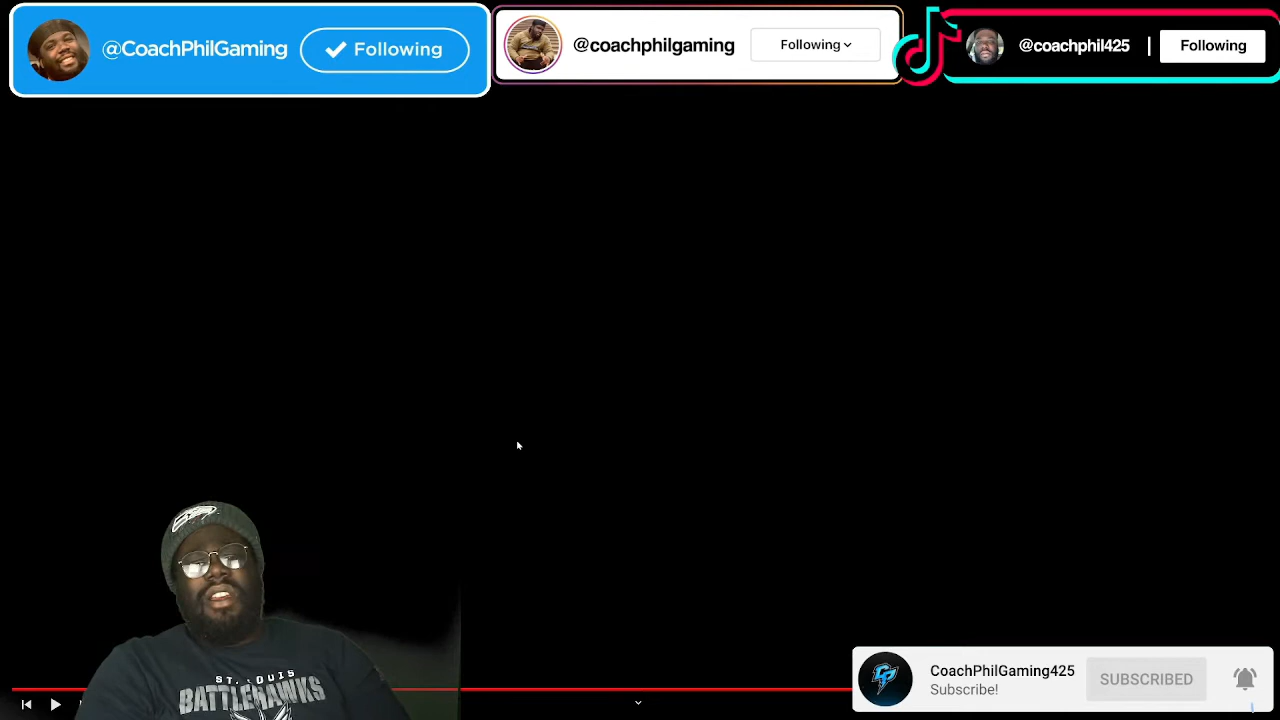 @CoachPhilGaming Following
@coachphilgaming Following
@coachphil425 Following
ST. LOUIS
BATTLEHAWKS
CoachPhilGaming425
Subscribe!
SUBSCRIBED